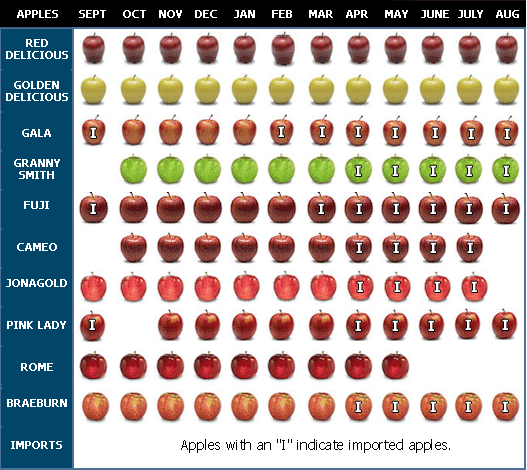 APPLES SEPT OCT NOV DEC JAN FEB MAR APR MAY JUNE JULY AUG
RED
DELICIOUS
GOLDEN
DELICIOUS
GALA I I I I I I I I
GRANNY
SMITH I I I I I
FUJI I I I I I I I
CAMEO I I I I
JONAGOLD I I I I
PINK LADY I I I I I I
ROME
BRAEBURN I I I I I
IMPORTS Apples with an "I" indicate imported apples.